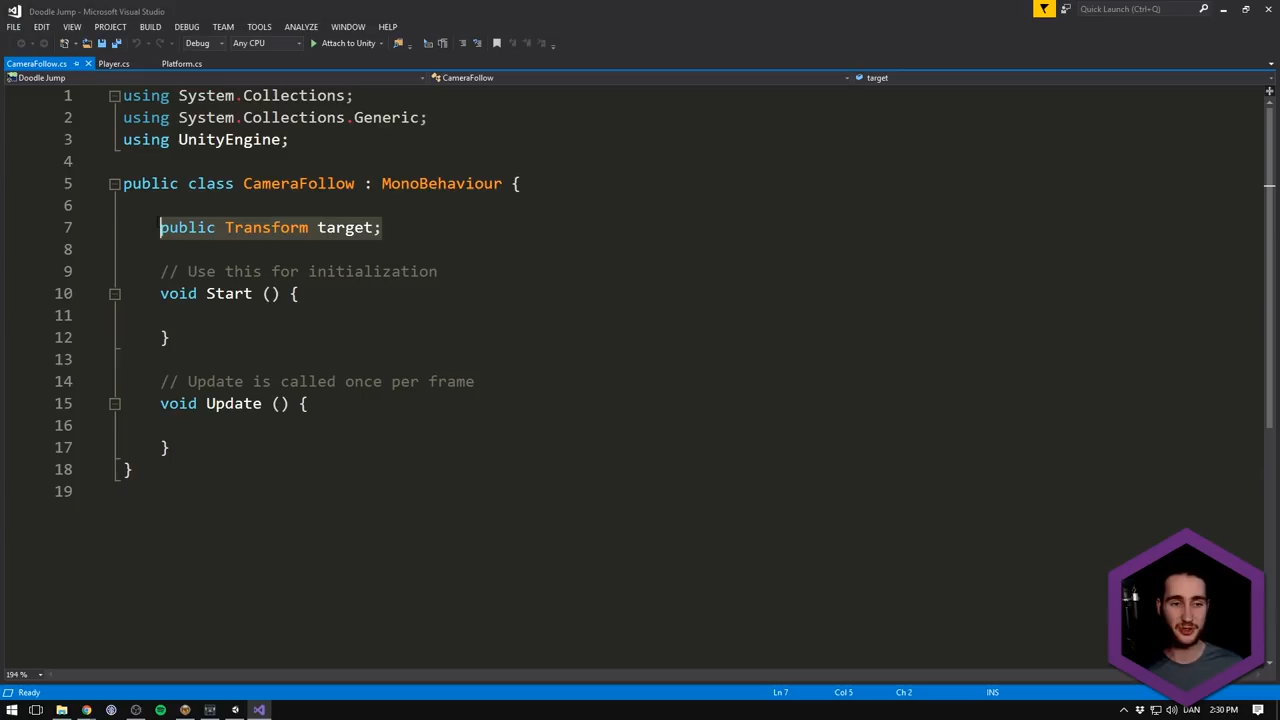 Doodle Jump - Microsoft Visual Studio
Quick Launch (Ctrl+Q)
FILE EDIT VIEW PROJECT BUILD DEBUG TEAM TOOLS ANALYZE WINDOW HELP
Debug Any CPU Attach to Unity
CameraFollow.cs Player.cs Platform.cs
Doodle Jump CameraFollow target
1 using System.Collections;
2 using System.Collections.Generic;
3 using UnityEngine;
4
5 public class CameraFollow : MonoBehaviour {
6
7 public Transform target;
8
9 // Use this for initialization
10 void Start () {
11
12 }
13
14 // Update is called once per frame
15 void Update () {
16
17 }
18 }
19
194 %
Ready Ln 7 Col 5 Ch 2 INS
DAN 2:30 PM